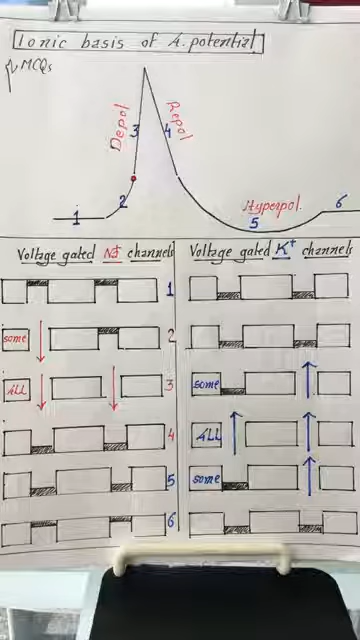 Ionic basis of A. potential
MCQs
Depol
3
4
Repol
1
2
Hyperpol.
5
6
Voltage gated Na+ channels
Voltage gated K+ channels
1
2
some
3
ALL
some
4
ALL
5
some
6